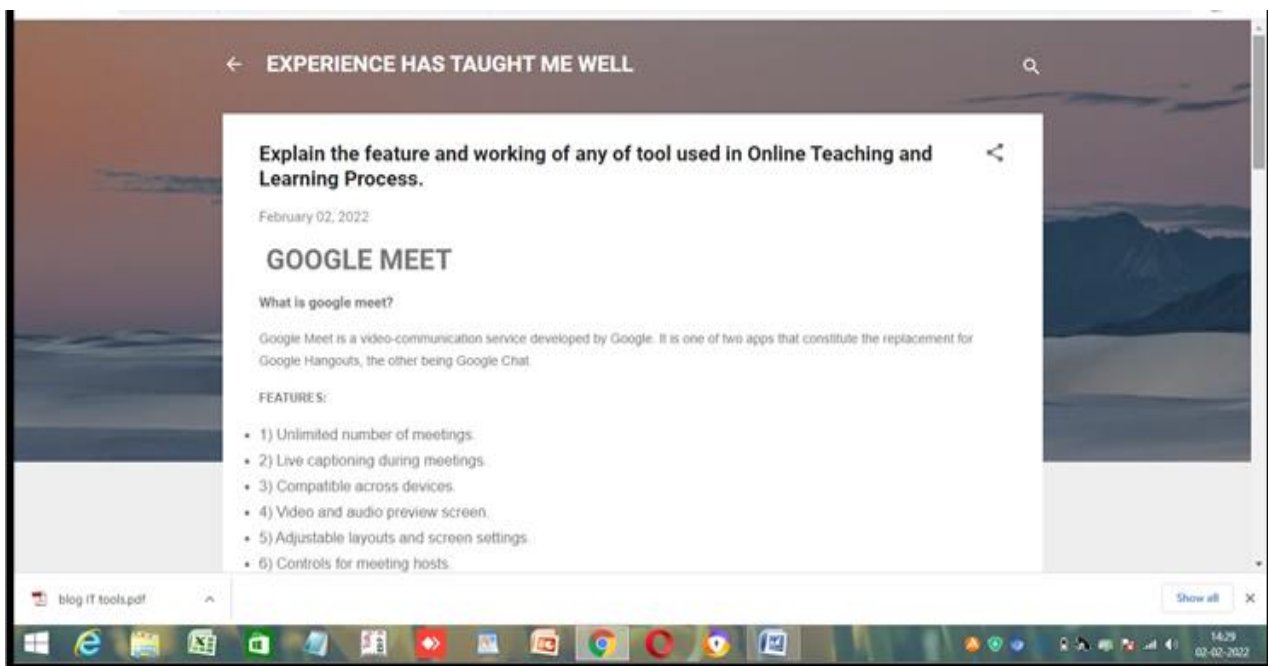 EXPERIENCE HAS TAUGHT ME WELL
Explain the feature and working of any of tool used in Online Teaching and
Learning Process.
February 02, 2022
GOOGLE MEET
What is google meet?
Google Meet is a video-communication service developed by Google. It is one of two apps that constitute the replacement for
Google Hangouts, the other being Google Chat.
FEATURES:
• 1) Unlimited number of meetings.
• 2) Live captioning during meetings.
• 3) Compatible across devices.
• 4) Video and audio preview screen.
• 5) Adjustable layouts and screen settings
• 6) Controls for meeting hosts.
blog IT tools.pdf
Show all
14:29
02-02-2022